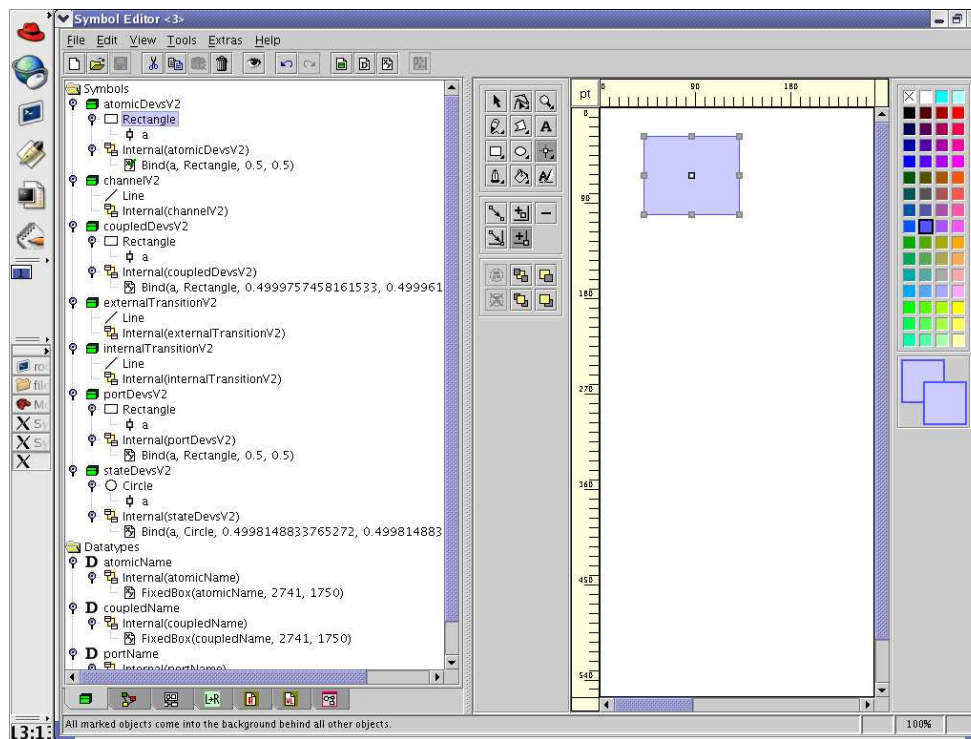 Symbol Editor <3>
File Edit View Tools Extras Help
Symbols
atomicDevsV2
Rectangle
a
Internal(atomicDevsV2)
Bind(a, Rectangle, 0.5, 0.5)
channelV2
Line
Internal(channelV2)
coupledDevsV2
Rectangle
a
Internal(coupledDevsV2)
Bind(a, Rectangle, 0.4999757458161533, 0.499961
externalTransitionV2
Line
Internal(externalTransitionV2)
internalTransitionV2
Line
Internal(internalTransitionV2)
portDevsV2
Rectangle
a
Internal(portDevsV2)
Bind(a, Rectangle, 0.5, 0.5)
stateDevsV2
Circle
a
Internal(stateDevsV2)
Bind(a, Circle, 0.4998148833765272, 0.499814883
Datatypes
D atomicName
Internal(atomicName)
FixedBox(atomicName, 2741, 1750)
D coupledName
Internal(coupledName)
FixedBox(coupledName, 2741, 1750)
D portName
Internal(portName)
L→R
A
pt
0 90 180
0
90
180
270
360
450
540
1
All marked objects come into the background behind all other objects.
100%
13:1